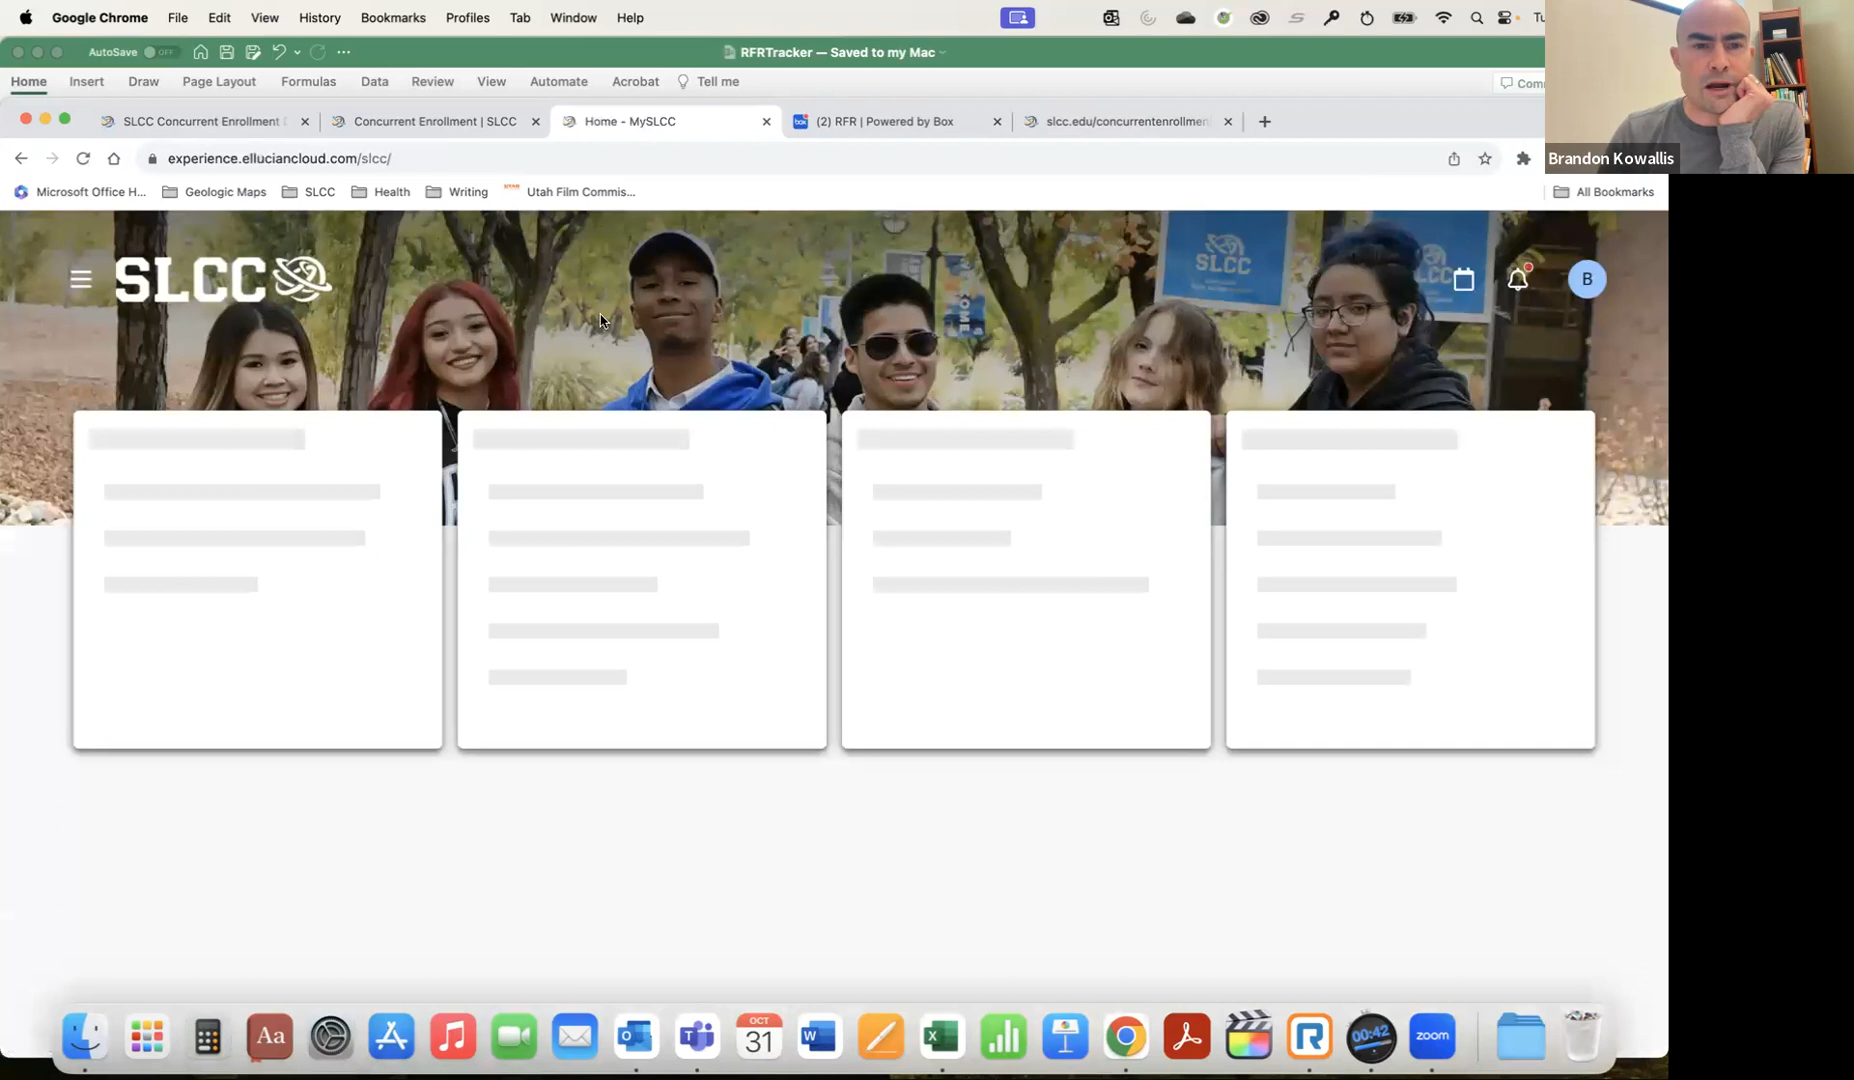 Google Chrome File Edit View History Bookmarks Profiles Tab Window Help
AutoSave OFF RFRTracker — Saved to my Mac
Home Insert Draw Page Layout Formulas Data Review View Automate Acrobat Tell me
SLCC Concurrent Enrollment Concurrent Enrollment | SLCC Home - MySLCC (2) RFR | Powered by Box slcc.edu/concurrentenrollmen
experience.elluciancloud.com/slcc/
Brandon Kowallis
Microsoft Office H... Geologic Maps SLCC Health Writing Utah Film Commis... All Bookmarks
SLCC
SLCC
B
OCT
31
Aa
00:42
zoom